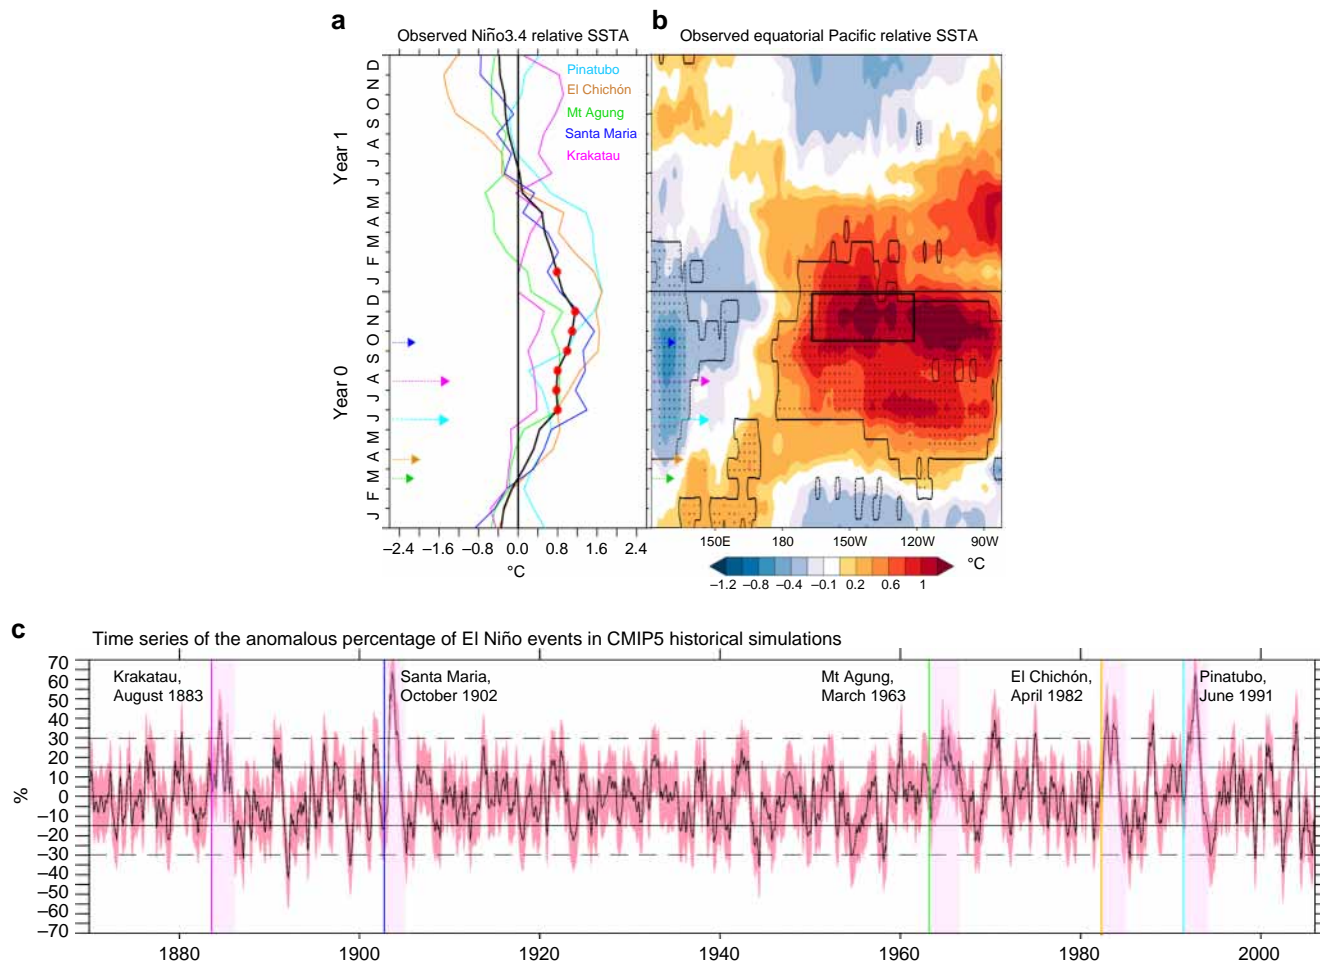 a
Observed Niño3.4 relative SSTA
b
Observed equatorial Pacific relative SSTA
Pinatubo
El Chichón
Mt Agung
Santa Maria
Krakatau
Year 1
D
N
O
S
A
J
J
M
A
M
F
J
Year 0
D
N
O
S
A
J
J
M
A
M
F
J
−2.4 −1.6 −0.8 0.0 0.8 1.6 2.4
°C
150E 180 150W 120W 90W
−1.2 −0.8 −0.4 −0.1 0.2 0.6 1
°C
c
Time series of the anomalous percentage of El Niño events in CMIP5 historical simulations
%
70
60
50
40
30
20
10
0
−10
−20
−30
−40
−50
−60
−70
Krakatau,
August 1883
Santa Maria,
October 1902
Mt Agung,
March 1963
El Chichón,
April 1982
Pinatubo,
June 1991
1880 1900 1920 1940 1960 1980 2000